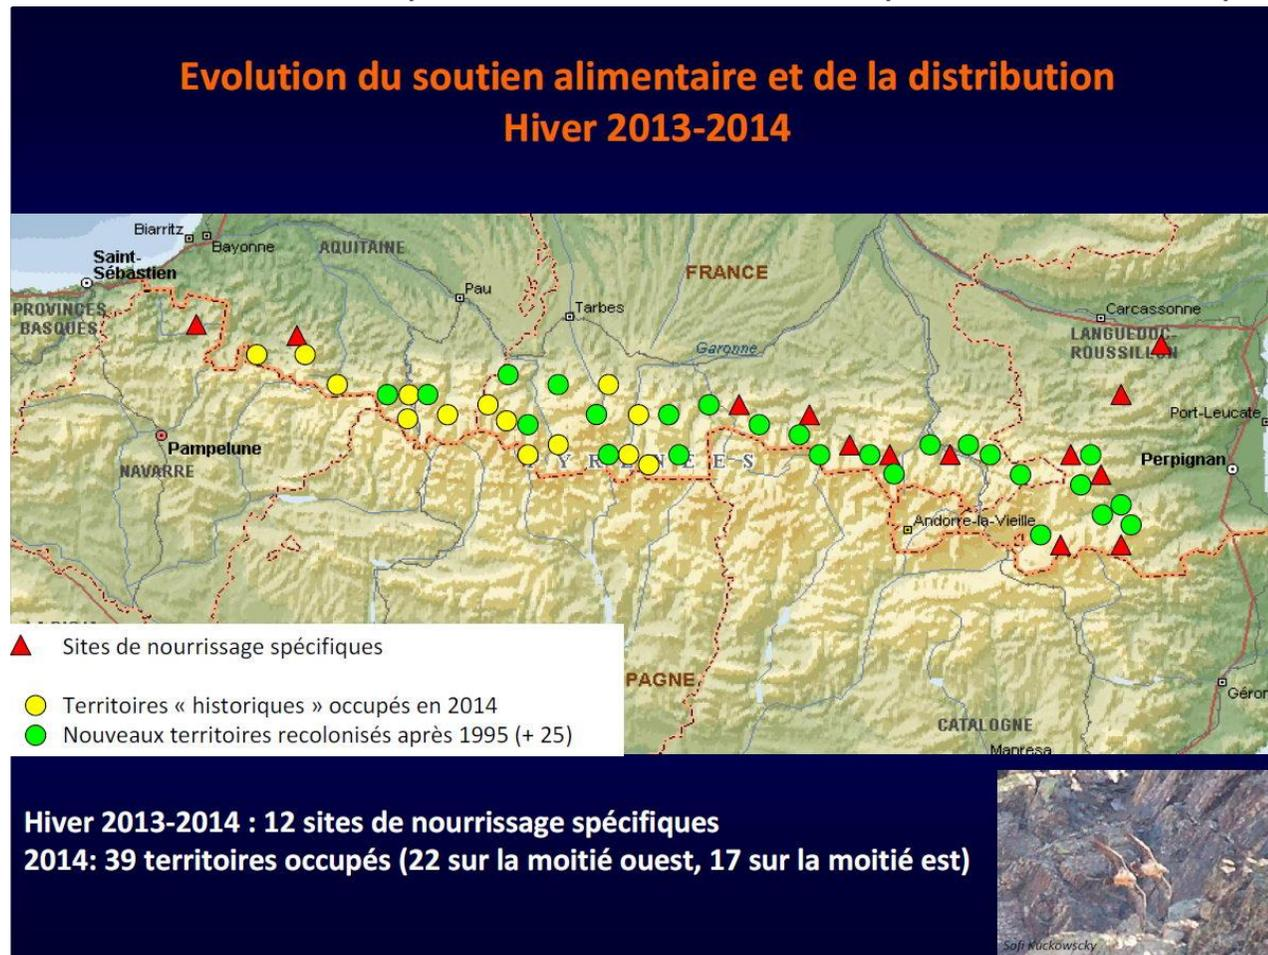 Evolution du soutien alimentaire et de la distribution
Hiver 2013-2014
Biarritz
Bayonne
AQUITAINE
Saint-
Sébastien
Pau
FRANCE
PROVINCES
BASQUES
Tarbes
Carcassonne
LANGUEDOC-
ROUSSILLON
Garonne
Port-Leucate
Pampelune
NAVARRE
Y R E N E E S
Perpignan
Andorre-la-Vieille
Sites de nourrissage spécifiques
PAGNE
Géron
Territoires « historiques » occupés en 2014
Nouveaux territoires recolonisés après 1995 (+ 25)
CATALOGNE
Manresa
Hiver 2013-2014 : 12 sites de nourrissage spécifiques
2014: 39 territoires occupés (22 sur la moitié ouest, 17 sur la moitié est)
Sofi Ruckowscky